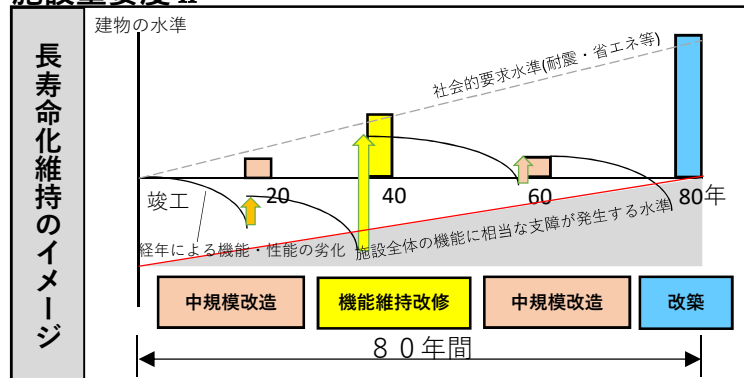 建物の水準
長寿命化維持のイメージ
社会的要求水準(耐震・省エネ等)
竣工
20
40
60
80年
経年による機能・性能の劣化
施設全体の機能に相当な支障が発生する水準
中規模改造
機能維持改修
中規模改造
改築
８０年間